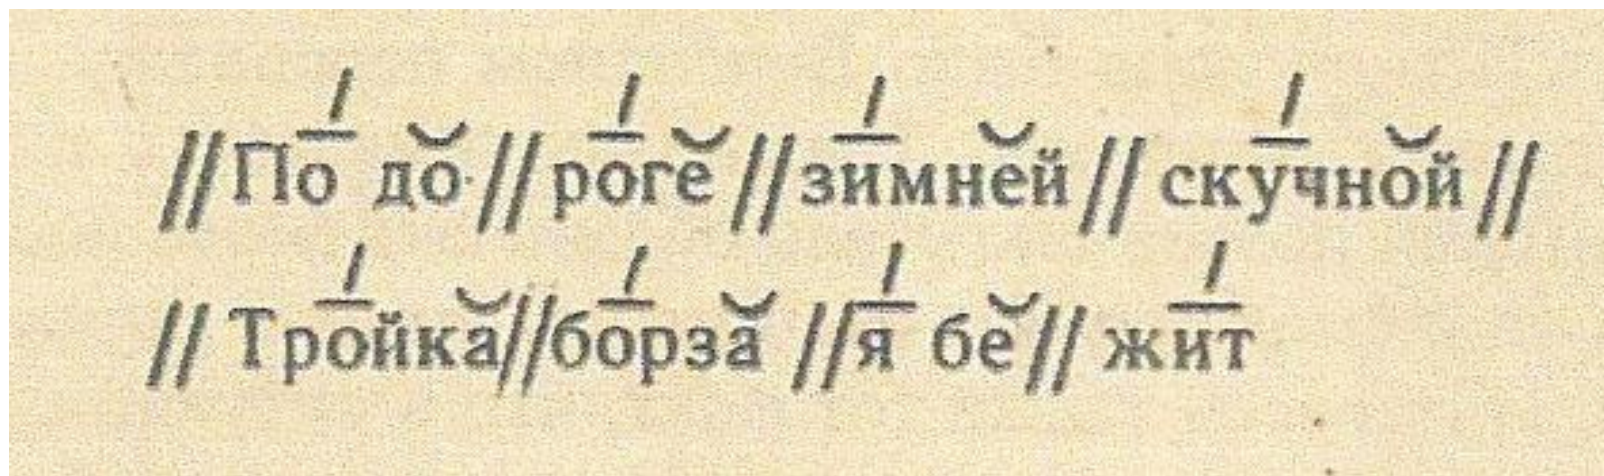 //По до//роге//зимней//скучной//
//Тройка//борза//я бе//жит